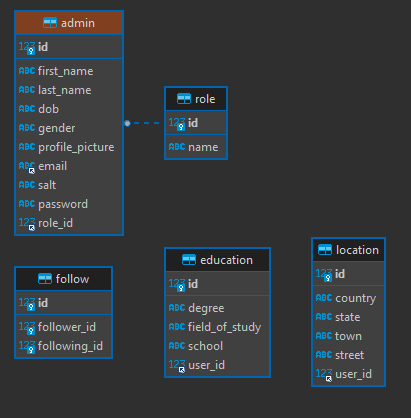 admin
123 id
ABC first_name
ABC last_name
ABC dob
ABC gender
ABC profile_picture
ABC email
ABC salt
ABC password
123 role_id
role
123 id
ABC name
follow
123 id
123 follower_id
123 following_id
education
123 id
ABC degree
ABC field_of_study
ABC school
123 user_id
location
123 id
ABC country
ABC state
ABC town
ABC street
123 user_id